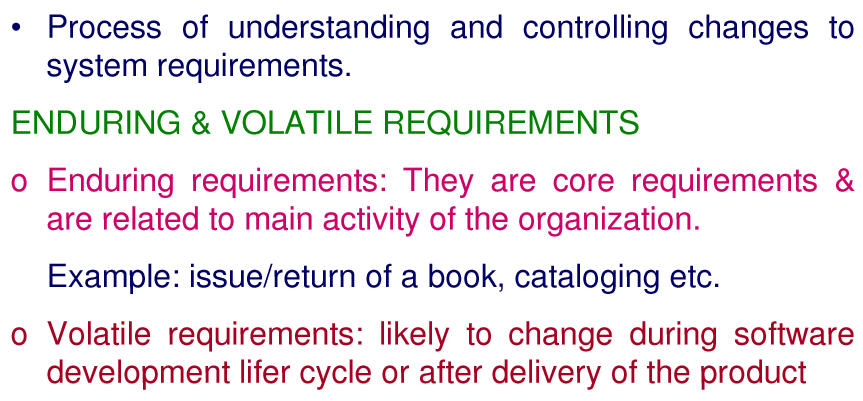 • Process of understanding and controlling changes to
system requirements.
ENDURING & VOLATILE REQUIREMENTS
o Enduring requirements: They are core requirements &
are related to main activity of the organization.
Example: issue/return of a book, cataloging etc.
o Volatile requirements: likely to change during software
development lifer cycle or after delivery of the product